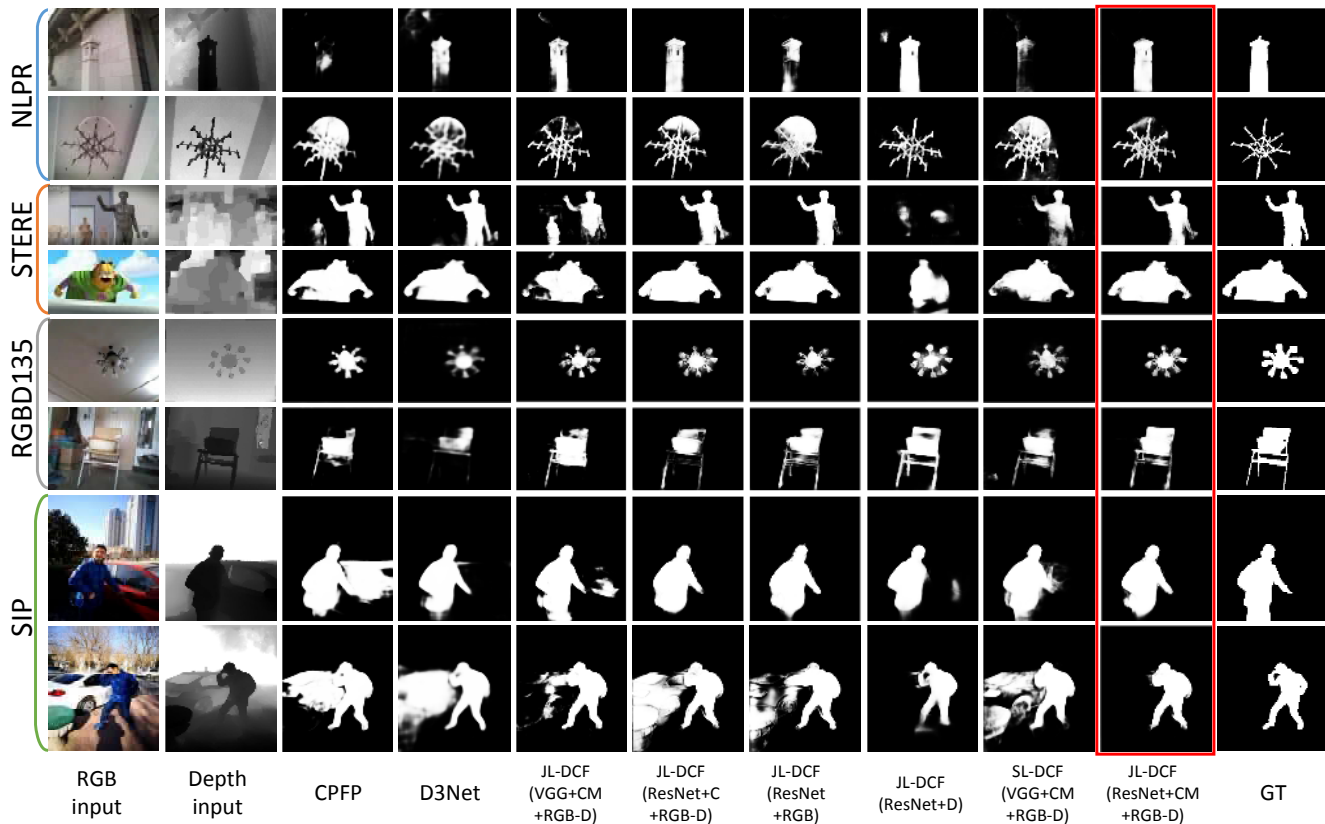 NLPR
STERE
RGBD135
SIP
RGB
input
Depth
input
CPFP
D3Net
JL-DCF
(VGG+CM
+RGB-D)
JL-DCF
(ResNet+C
+RGB-D)
JL-DCF
(ResNet
+RGB)
JL-DCF
(ResNet+D)
SL-DCF
(VGG+CM
+RGB-D)
JL-DCF
(ResNet+CM
+RGB-D)
GT